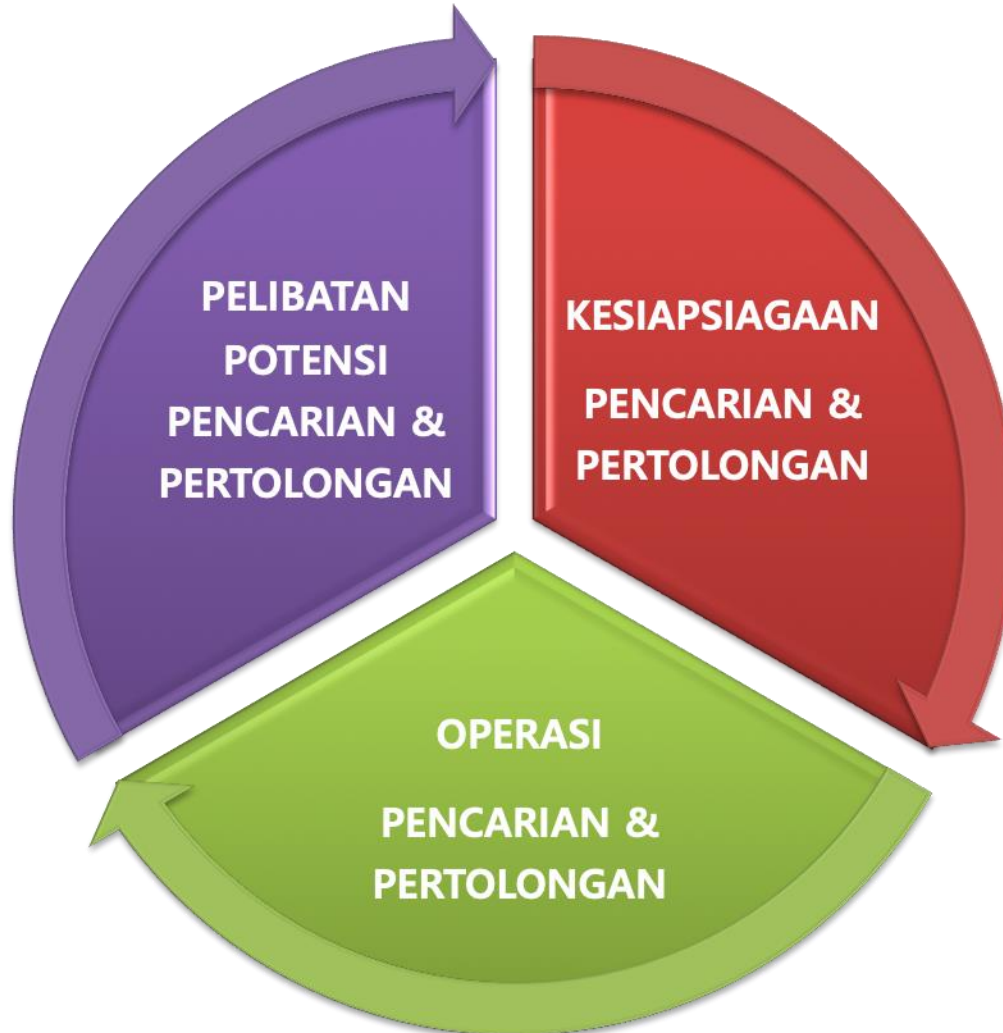 PELIBATAN
POTENSI
PENCARIAN &
PERTOLONGAN
KESIAPSIAGAAN
PENCARIAN &
PERTOLONGAN
OPERASI
PENCARIAN &
PERTOLONGAN